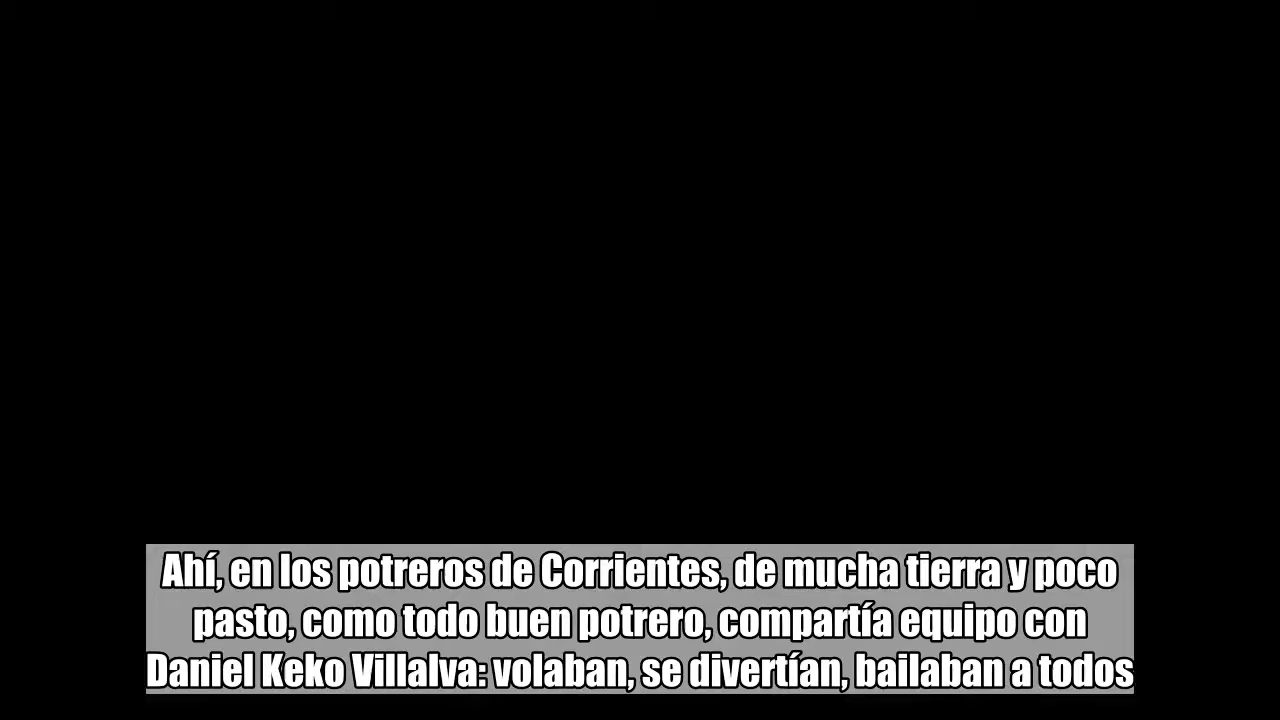 Ahí, en los potreros de Corrientes, de mucha tierra y poco
pasto, como todo buen potrero, compartía equipo con
Daniel Keko Villalva: volaban, se divertían, bailaban a todos